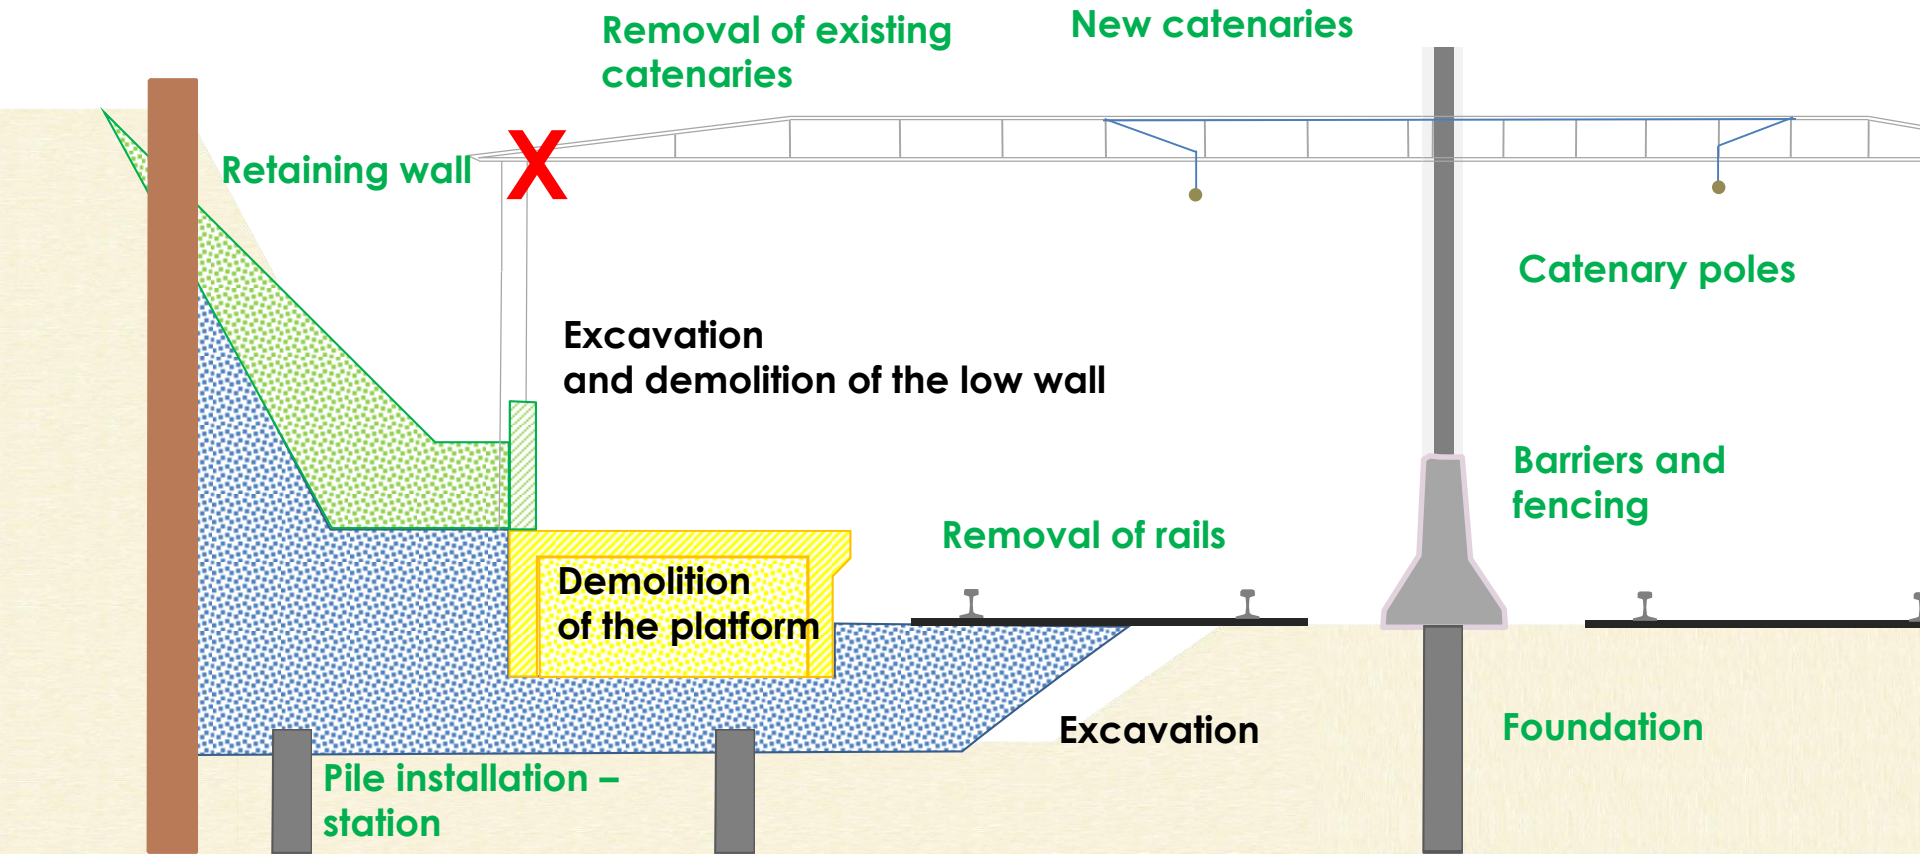 Removal of existing
catenaries
New catenaries
Retaining wall
X
Catenary poles
Excavation
and demolition of the low wall
Barriers and
fencing
Removal of rails
Demolition
of the platform
Excavation
Foundation
Pile installation –
station